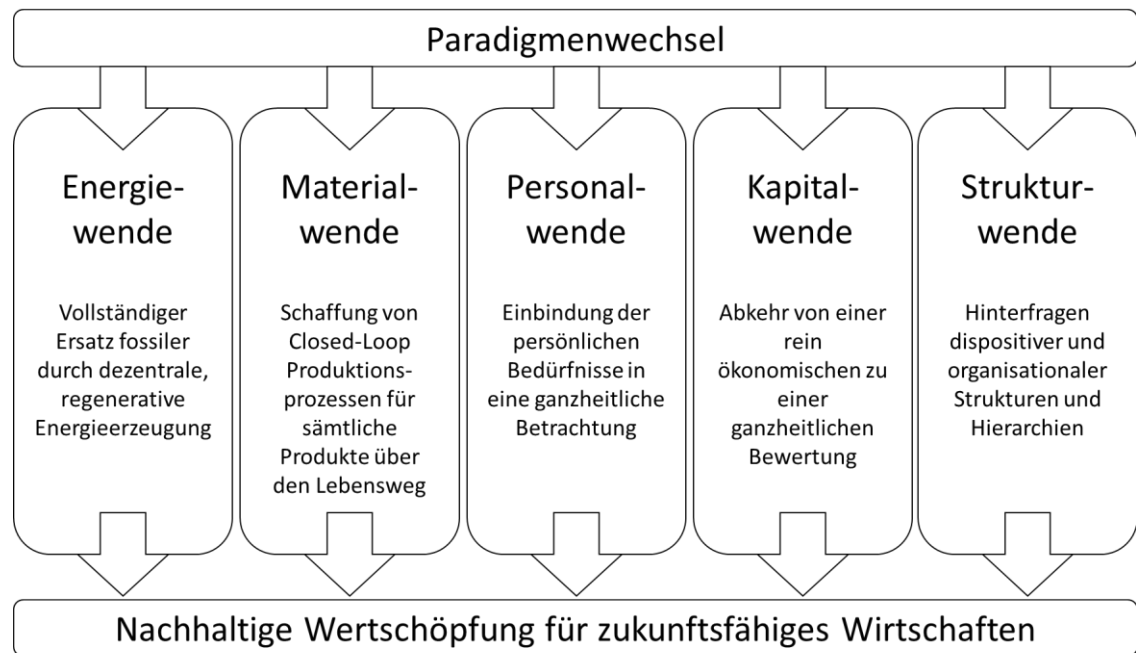 Paradigmenwechsel
Energie-
wende
Vollständiger
Ersatz fossiler
durch dezentrale,
regenerative
Energieerzeugung
Material-
wende
Schaffung von
Closed-Loop
Produktions-
prozessen für
sämtliche
Produkte über
den Lebensweg
Personal-
wende
Einbindung der
persönlichen
Bedürfnisse in
eine ganzheitliche
Betrachtung
Kapital-
wende
Abkehr von einer
rein
ökonomischen zu
einer
ganzheitlichen
Bewertung
Struktur-
wende
Hinterfragen
dispositiver und
organisationaler
Strukturen und
Hierarchien
Nachhaltige Wertschöpfung für zukunftsfähiges Wirtschaften